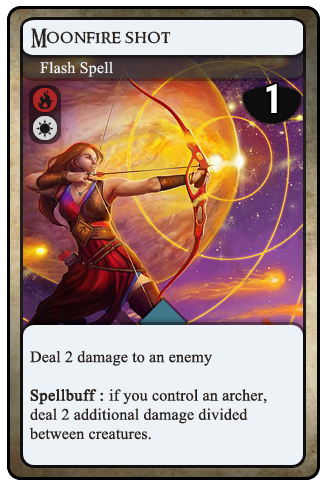 Moonfire shot
Flash Spell
1
Deal 2 damage to an enemy
Spellbuff : if you control an archer,
deal 2 additional damage divided
between creatures.